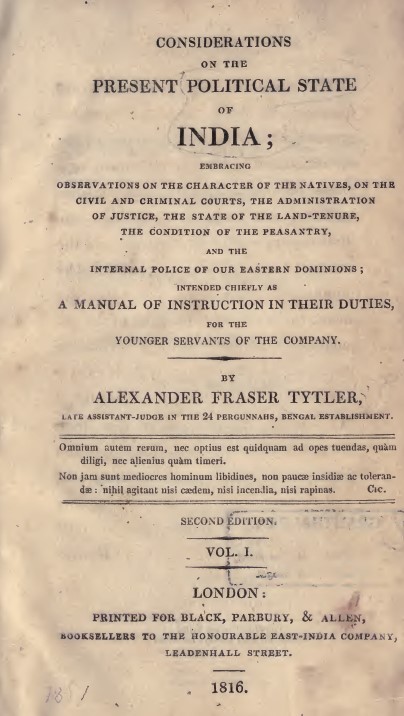 CONSIDERATIONS
ON THE
PRESENT POLITICAL STATE
OF
INDIA;
EMBRACING
OBSERVATIONS ON THE CHARACTER OF THE NATIVES, ON THE
CIVIL AND CRIMINAL COURTS, THE ADMINISTRATION
OF JUSTICE, THE STATE OF THE LAND-TENURE,
THE CONDITION OF THE PEASANTRY,
AND THE
INTERNAL POLICE OF OUR EASTERN DOMINIONS;
INTENDED CHIEFLY AS
A MANUAL OF INSTRUCTION IN THEIR DUTIES,
FOR THE
YOUNGER SERVANTS OF THE COMPANY.
BY
ALEXANDER FRASER TYTLER,
LATE ASSISTANT-JUDGE IN THE 24 PERGUNNAHS, BENGAL ESTABLISHMENT.
Omnium autem rerum, nec optius est quidquam ad opes tuendas, quàm
diligi, nec alienius quàm timeri.
Non jam sunt mediocres hominum libidines, non paucæ insidiæ ac toleran-
dæ: nihil agitant nisi cædem, nisi incendia, nisi rapinas. Cic.
SECOND EDITION.
VOL. I.
LONDON:
PRINTED FOR BLACK, PARBURY, & ALLEN,
BOOKSELLERS TO THE HONOURABLE EAST-INDIA COMPANY,
LEADENHALL STREET.
1816.